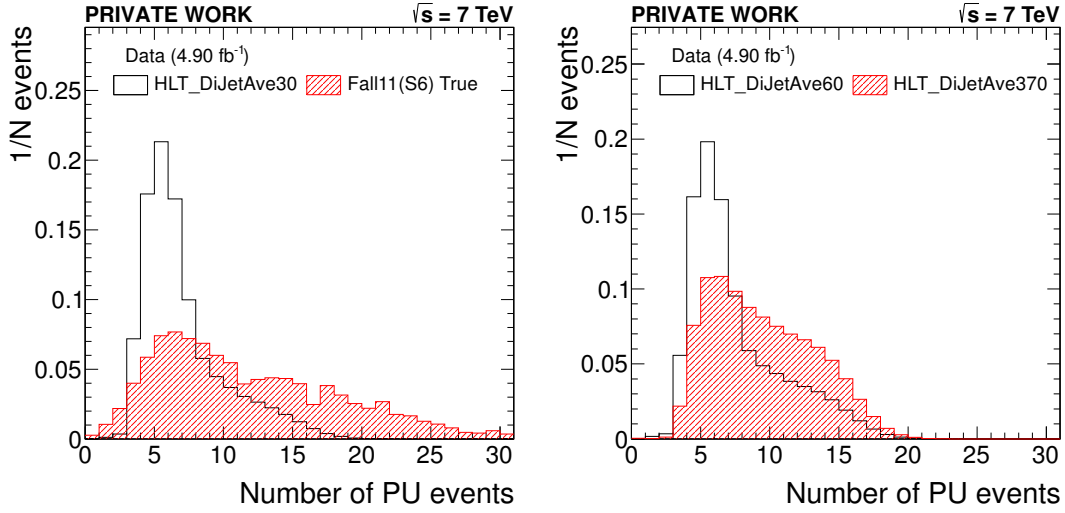 PRIVATE WORK √s = 7 TeV
Data (4.90 fb⁻¹)
HLT_DiJetAve30 Fall11(S6) True
1/N events
0.25
0.2
0.15
0.1
0.05
0
0 5 10 15 20 25 30
Number of PU events
PRIVATE WORK √s = 7 TeV
Data (4.90 fb⁻¹)
HLT_DiJetAve60 HLT_DiJetAve370
1/N events
0.25
0.2
0.15
0.1
0.05
0
0 5 10 15 20 25 30
Number of PU events